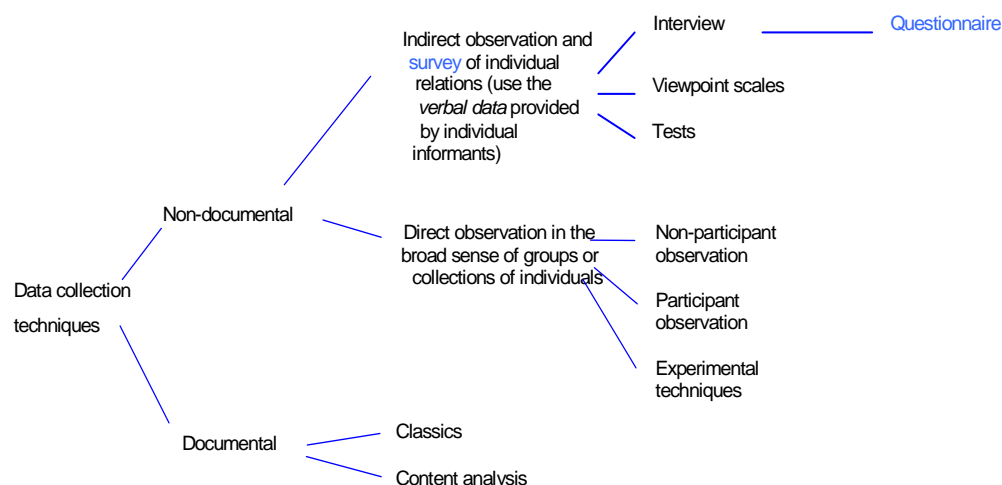 Interview
Questionnaire
Indirect observation and
survey of individual
relations (use the
verbal data provided
by individual
informants)
Viewpoint scales
Tests
Non-documental
Direct observation in the
broad sense of groups or
collections of individuals
Non-participant
observation
Data collection
techniques
Participant
observation
Experimental
techniques
Documental
Classics
Content analysis